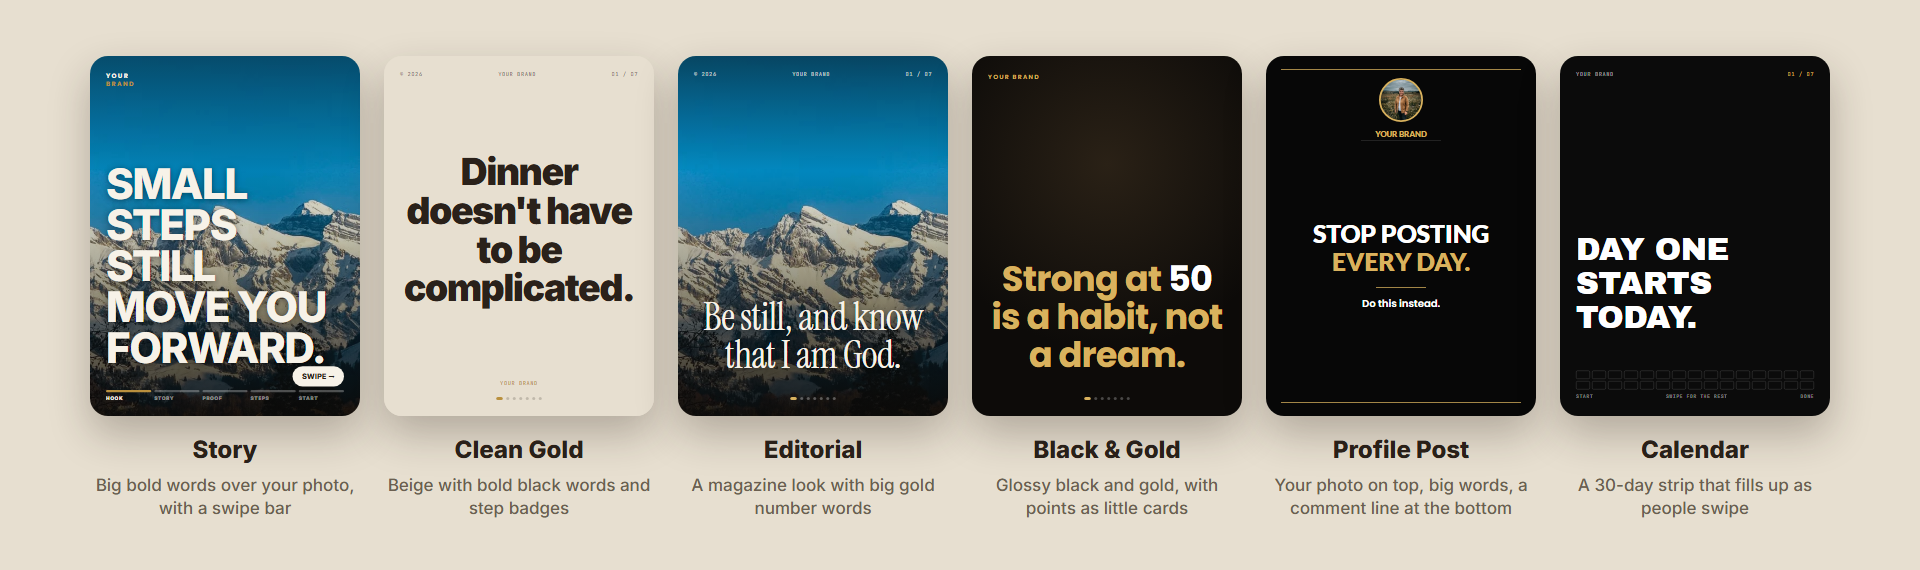 YOUR
BRAND
SMALL
STEPS
STILL
MOVE YOU
FORWARD.
SWIPE →
HOOK STORY PROOF STEPS START
Story
Big bold words over your photo,
with a swipe bar
© 2026 YOUR BRAND 01 / 07
Dinner
doesn't have
to be
complicated.
YOUR BRAND
Clean Gold
Beige with bold black words and
step badges
© 2026 YOUR BRAND 01 / 07
Be still, and know
that I am God.
Editorial
A magazine look with big gold
number words
YOUR BRAND
Strong at 50
is a habit, not
a dream.
Black & Gold
Glossy black and gold, with
points as little cards
YOUR BRAND
STOP POSTING
EVERY DAY.
Do this instead.
Profile Post
Your photo on top, big words, a
comment line at the bottom
YOUR BRAND 01 / 07
DAY ONE
STARTS
TODAY.
START SWIPE FOR THE REST DONE
Calendar
A 30-day strip that fills up as
people swipe